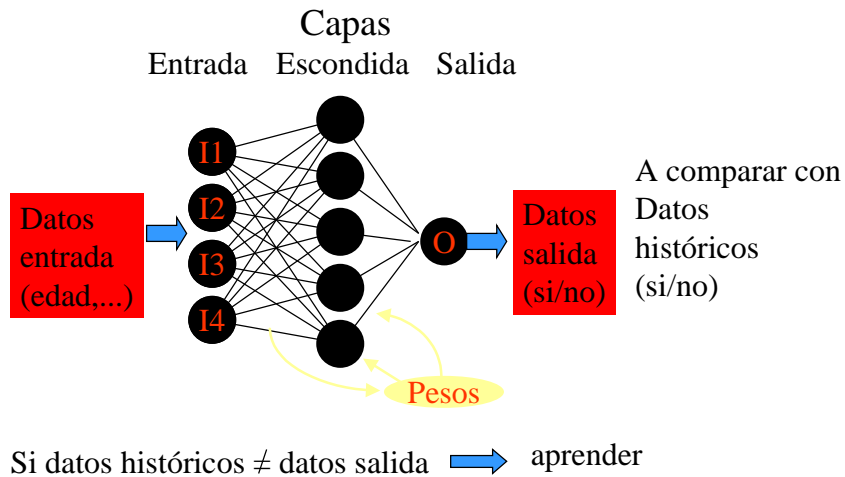 Capas
Entrada Escondida Salida
I1
I2
I3
I4
Datos
entrada
(edad,...)
O
Datos
salida
(si/no)
A comparar con
Datos
históricos
(si/no)
Pesos
Si datos históricos ≠ datos salida
aprender